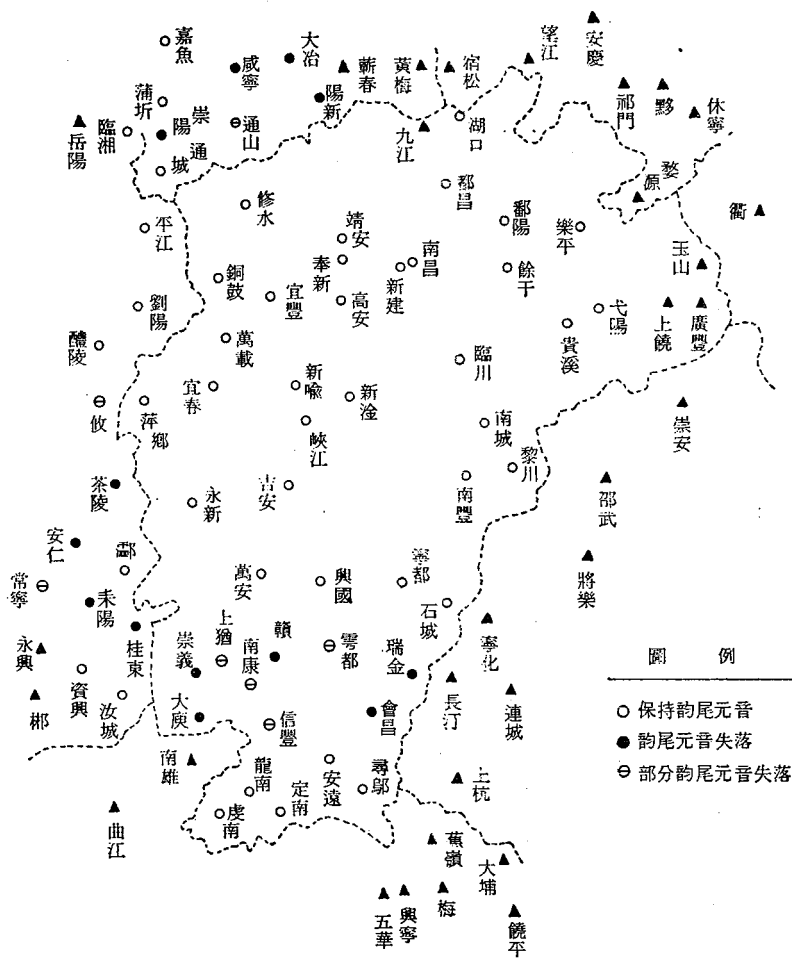 嘉魚
咸寧
大冶
蘄春
黃梅
宿松
望江
安慶
祁門
黟
休寧
蒲圻
陽新
岳陽
臨湘
崇陽
通城
通山
九江
湖口
婺源
衢
都昌
鄱陽
樂平
玉山
修水
平江
靖安
奉新
南昌
新建
餘干
銅鼓
宜豐
高安
弋陽
上饒
廣豐
貴溪
瀏陽
醴陵
萬載
臨川
宜春
新喻
新淦
攸
萍鄉
峽江
南城
崇安
黎川
茶陵
永新
吉安
南豐
邵武
安仁
酃
萬安
興國
寧都
將樂
常寧
耒陽
石城
永興
桂東
崇義
上猶
南康
贛
雩都
瑞金
寧化
資興
郴
汝城
大庾
信豐
會昌
長汀
連城
南雄
龍南
安遠
尋鄔
上杭
虔南
定南
曲江
蕉嶺
大埔
五華
興寧
梅
饒平
圖例
保持韵尾元音
韵尾元音失落
部分韵尾元音失落